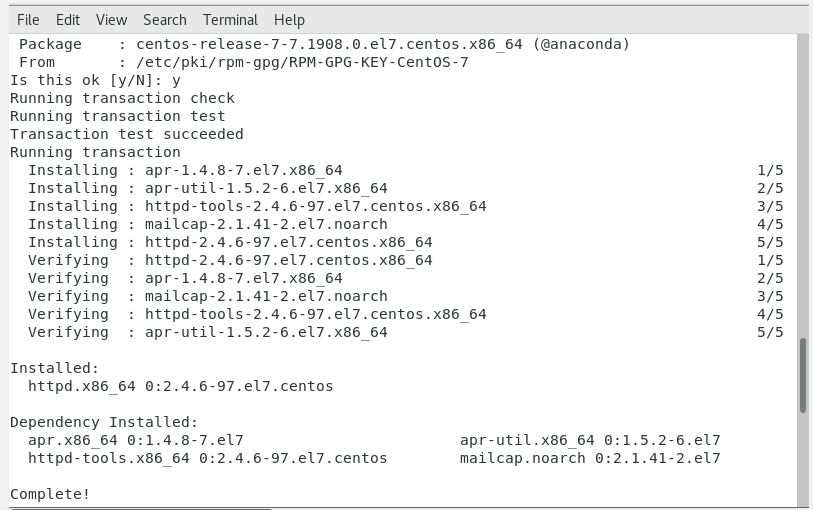 File Edit View Search Terminal Help
Package : centos-release-7-7.1908.0.el7.centos.x86_64 (@anaconda)
From : /etc/pki/rpm-gpg/RPM-GPG-KEY-CentOS-7
Is this ok [y/N]: y
Running transaction check
Running transaction test
Transaction test succeeded
Running transaction
Installing : apr-1.4.8-7.el7.x86_64 1/5
Installing : apr-util-1.5.2-6.el7.x86_64 2/5
Installing : httpd-tools-2.4.6-97.el7.centos.x86_64 3/5
Installing : mailcap-2.1.41-2.el7.noarch 4/5
Installing : httpd-2.4.6-97.el7.centos.x86_64 5/5
Verifying : httpd-2.4.6-97.el7.centos.x86_64 1/5
Verifying : apr-1.4.8-7.el7.x86_64 2/5
Verifying : mailcap-2.1.41-2.el7.noarch 3/5
Verifying : httpd-tools-2.4.6-97.el7.centos.x86_64 4/5
Verifying : apr-util-1.5.2-6.el7.x86_64 5/5
Installed:
httpd.x86_64 0:2.4.6-97.el7.centos
Dependency Installed:
apr.x86_64 0:1.4.8-7.el7 apr-util.x86_64 0:1.5.2-6.el7
httpd-tools.x86_64 0:2.4.6-97.el7.centos mailcap.noarch 0:2.1.41-2.el7
Complete!